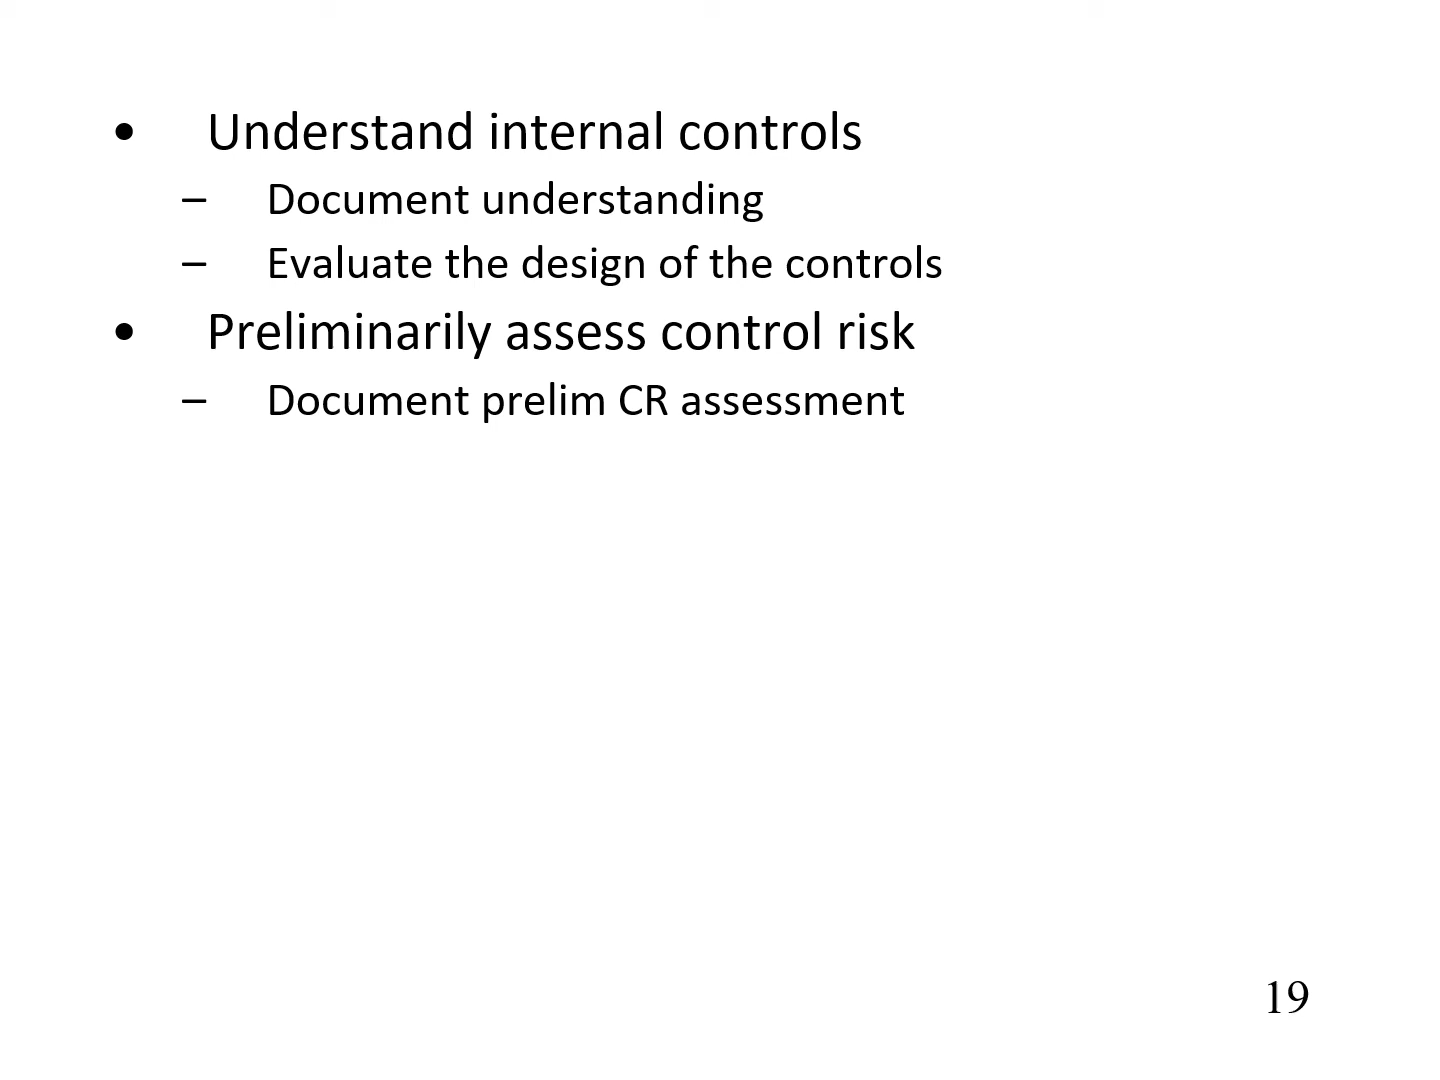 • Understand internal controls
– Document understanding
– Evaluate the design of the controls
• Preliminarily assess control risk
– Document prelim CR assessment
19